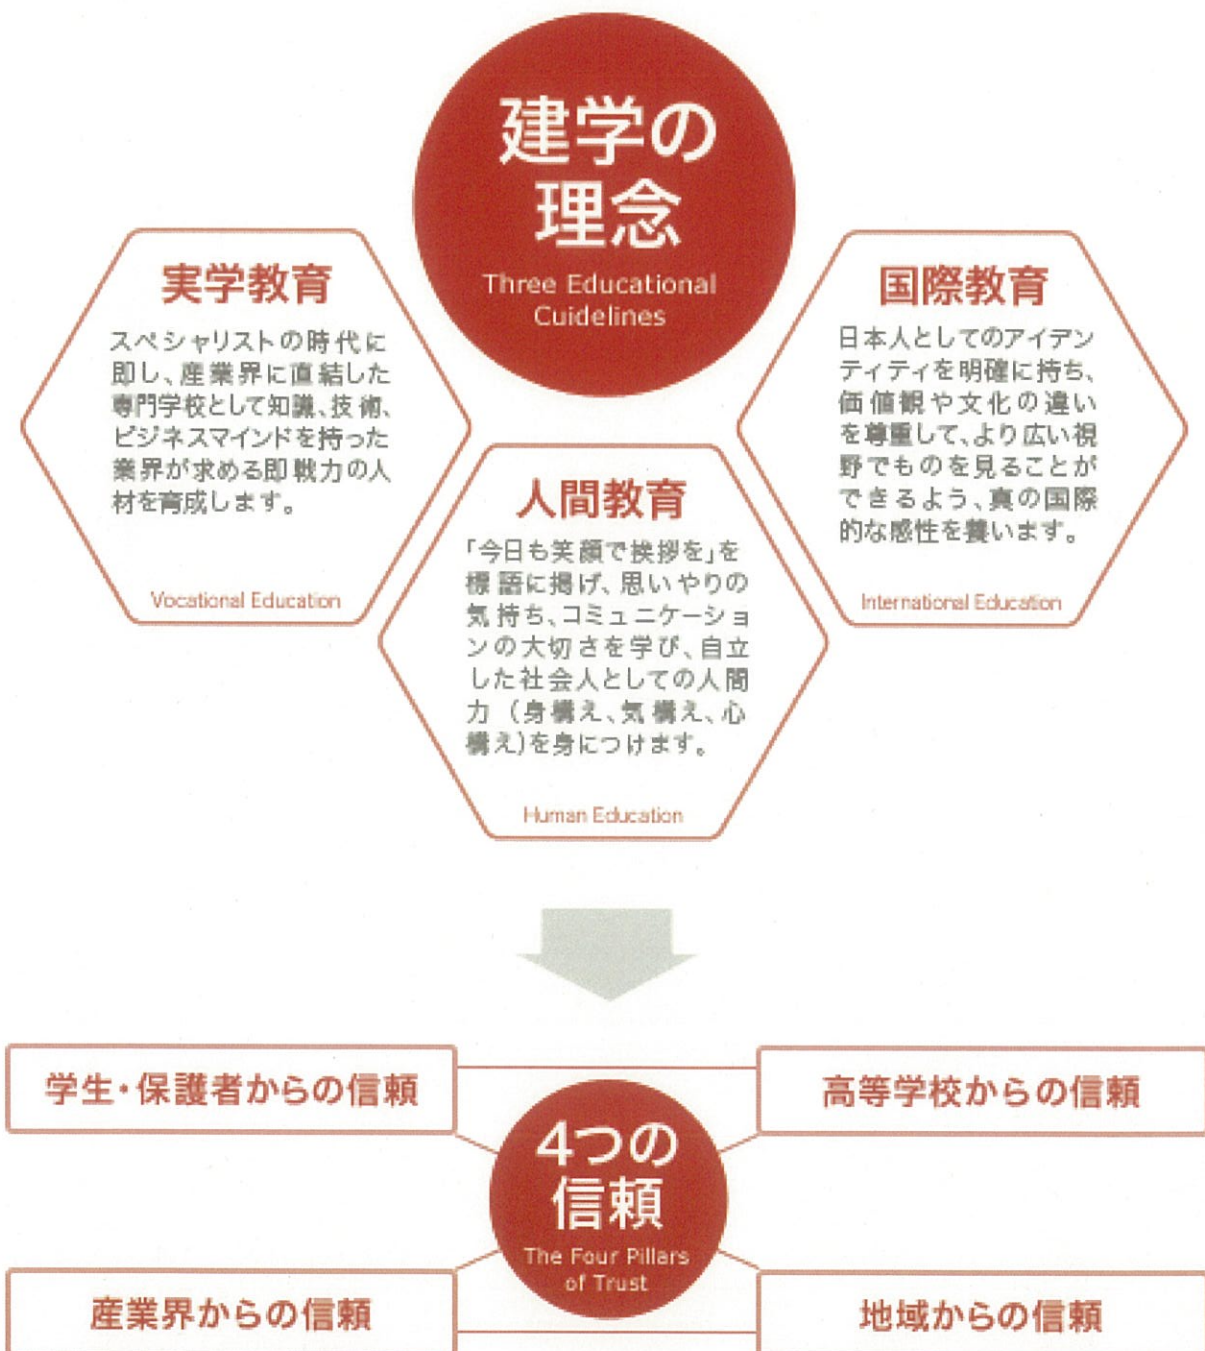 建学の
理念
Three Educational
Cuidelines
実学教育
スペシャリストの時代に
即し、産業界に直結した
専門学校として知識、技術、
ビジネスマインドを持った
業界が求める即戦力の人
材を育成します。
Vocational Education
人間教育
「今日も笑顔で挨拶を」を
標語に掲げ、思いやりの
気持ち、コミュニケーショ
ンの大切さを学び、自立
した社会人としての人間
力（身構え、気構え、心
構え)を身につけます。
Human Education
国際教育
日本人としてのアイデン
ティティを明確に持ち、
価値観や文化の違い
を尊重して、より広い視
野でものを見ることが
できるよう、真の国際
的な感性を養います。
International Education
学生・保護者からの信頼
高等学校からの信頼
4つの
信頼
The Four Pillars
of Trust
産業界からの信頼
地域からの信頼